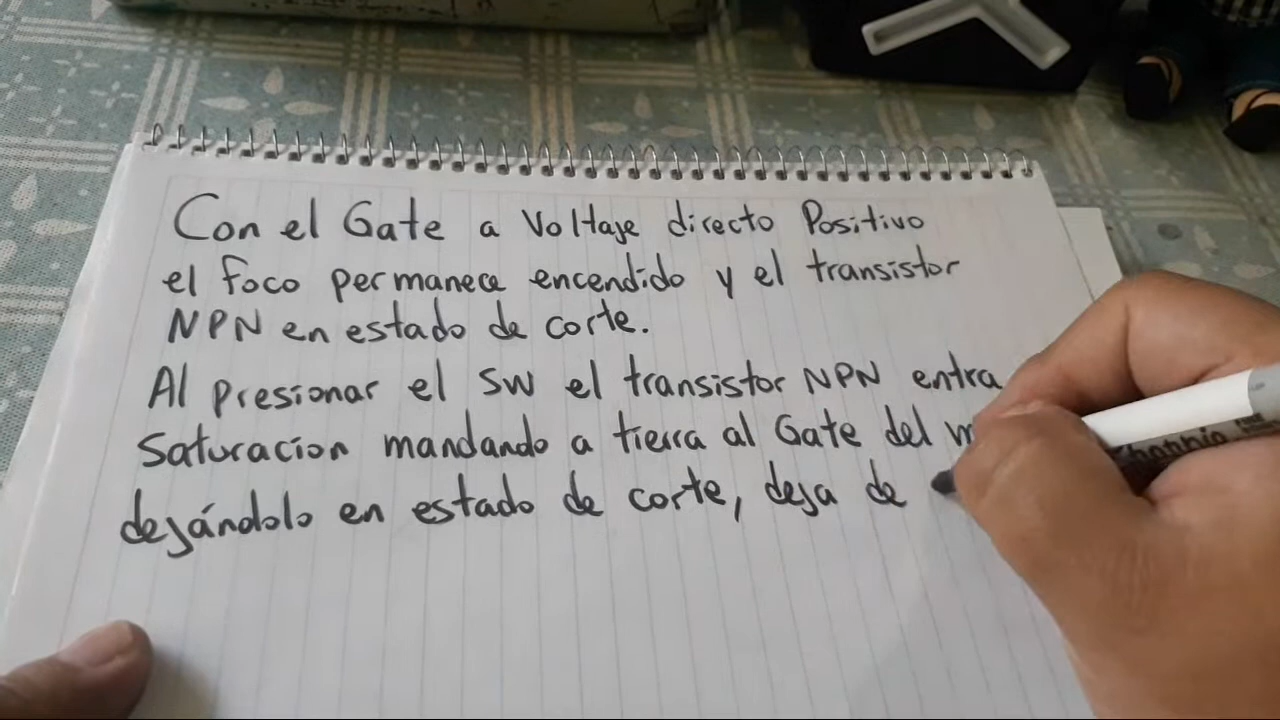 Con el Gate a Voltaje directo Positivo
el foco permanece encendido y el transistor
NPN en estado de corte.
Al presionar el SW el transistor NPN entra
Saturacion mandando a tierra al Gate del
dejándolo en estado de corte, deja de
Sharpie